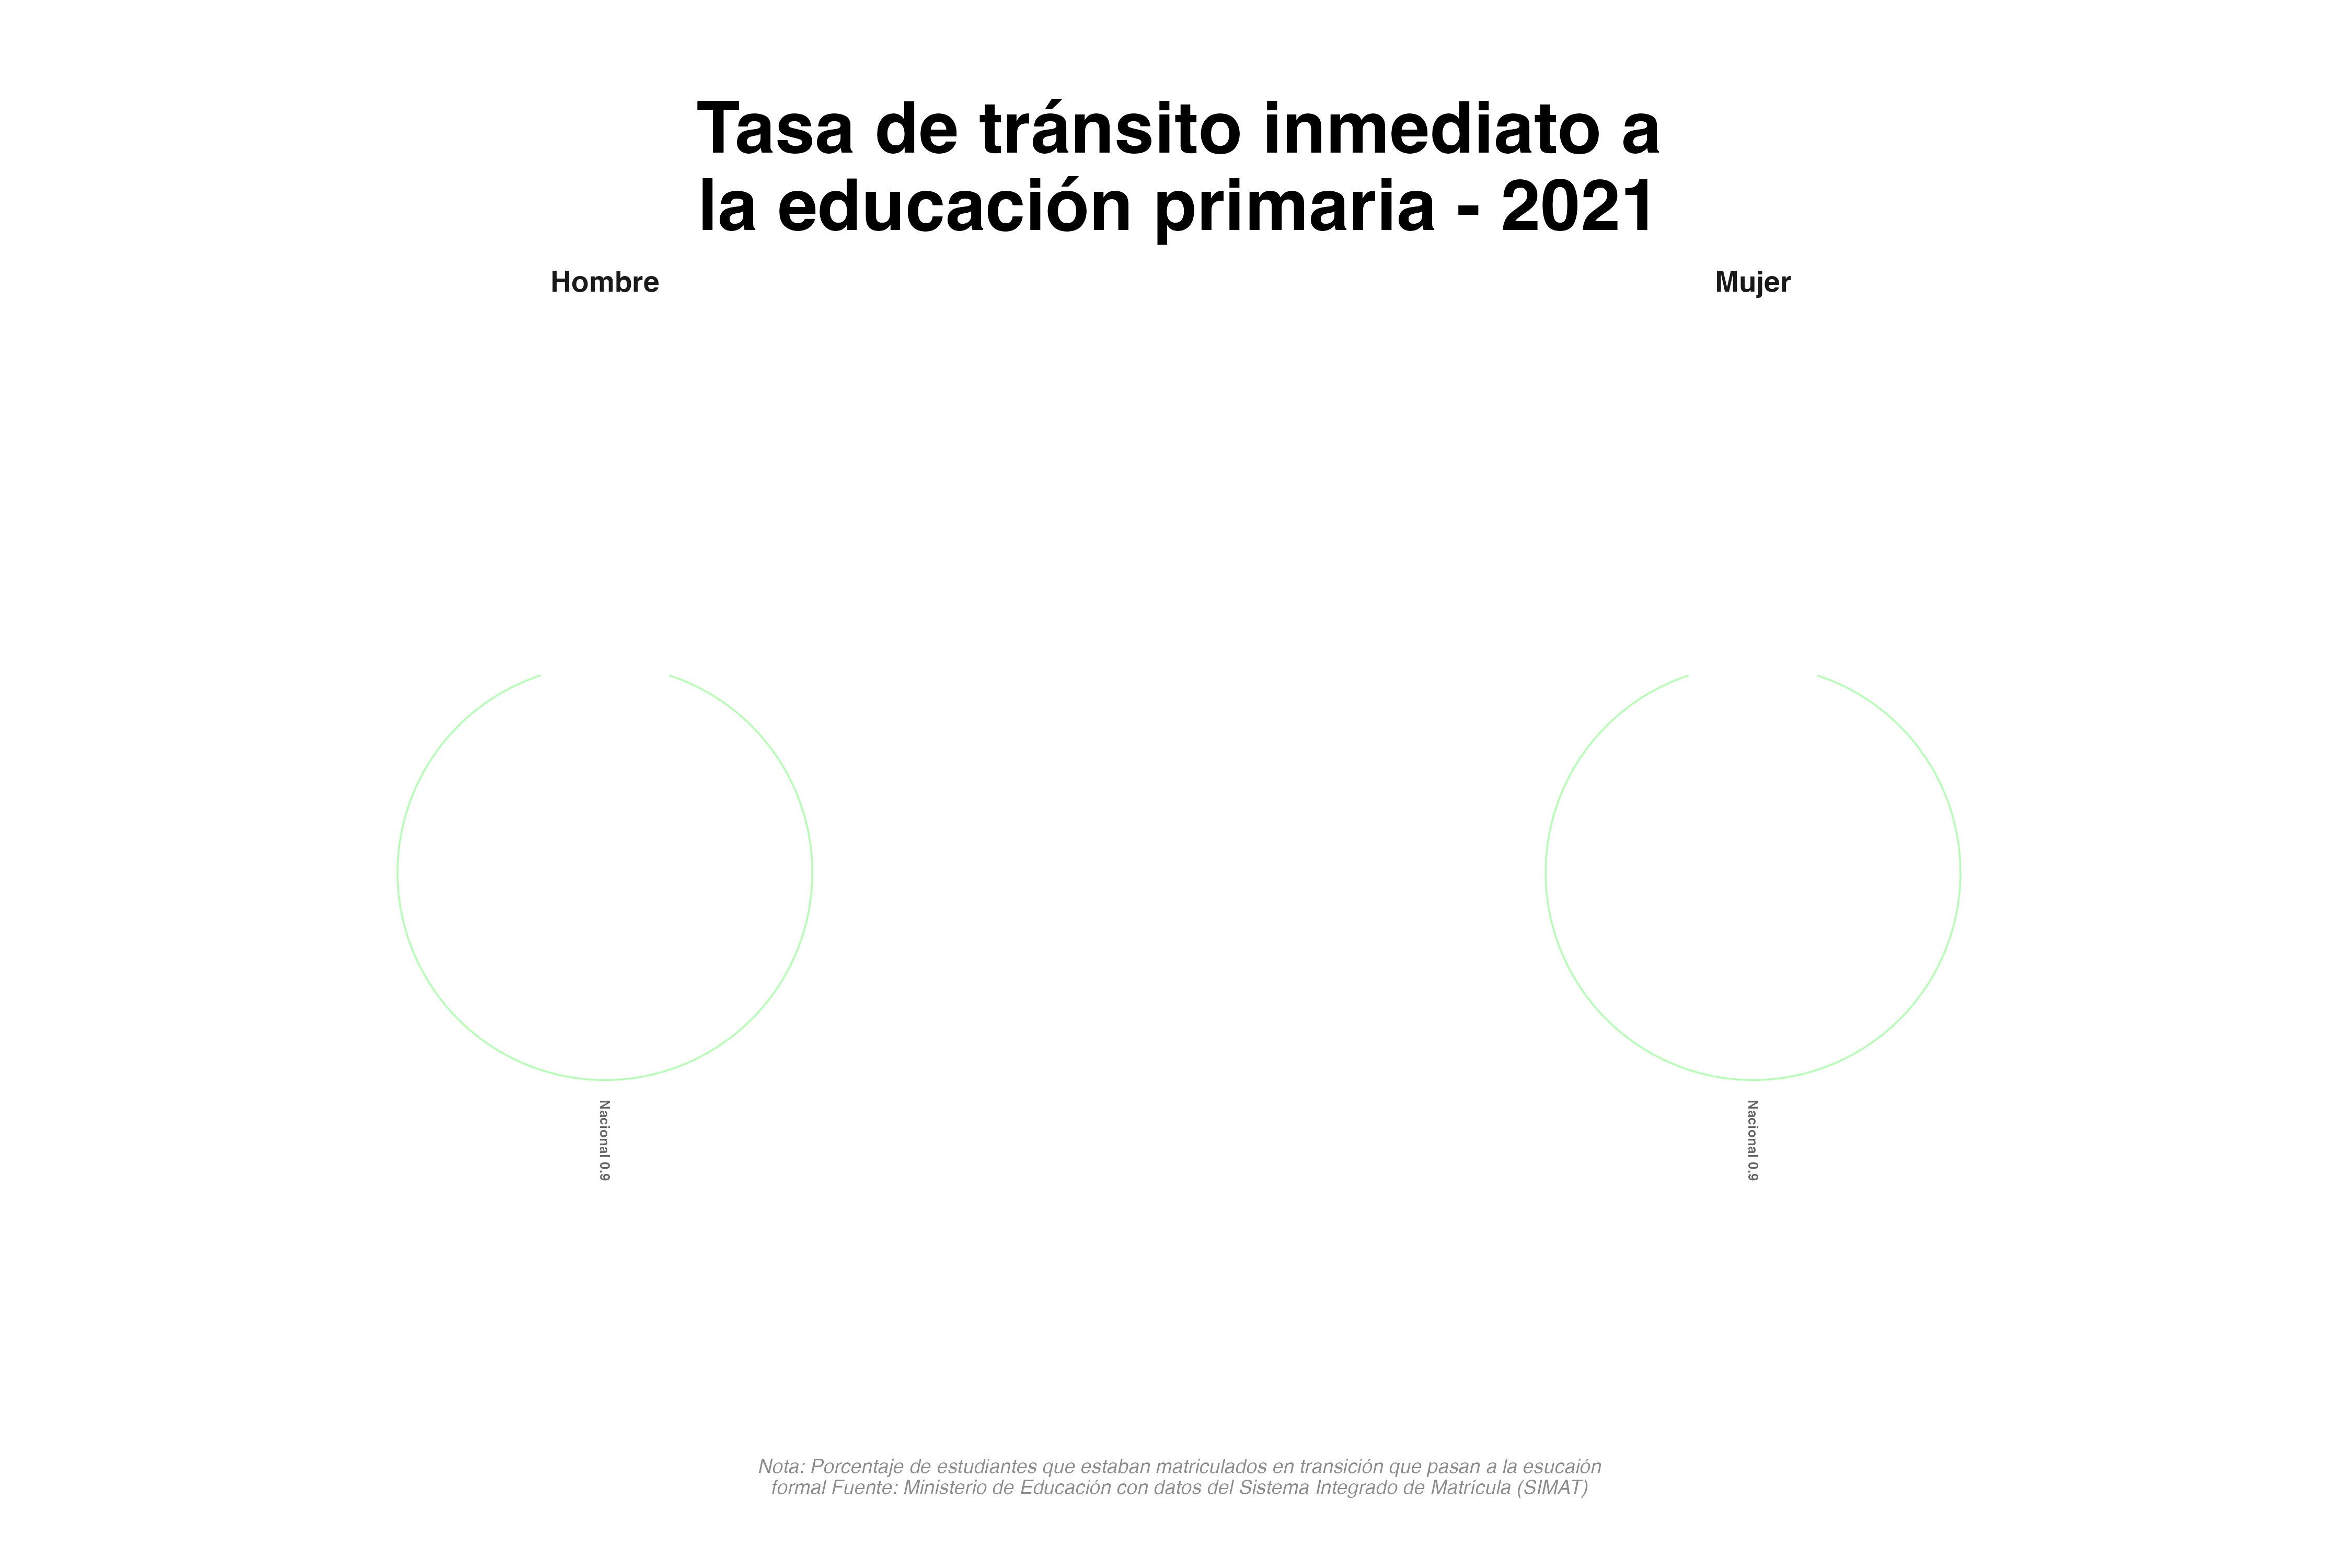 Tasa de tránsito inmediato a
la educación primaria - 2021
Hombre
Mujer
Nacional 0.9
Nacional 0.9
Nota: Porcentaje de estudiantes que estaban matriculados en transición que pasan a la esucaión
formal Fuente: Ministerio de Educación con datos del Sistema Integrado de Matrícula (SIMAT)